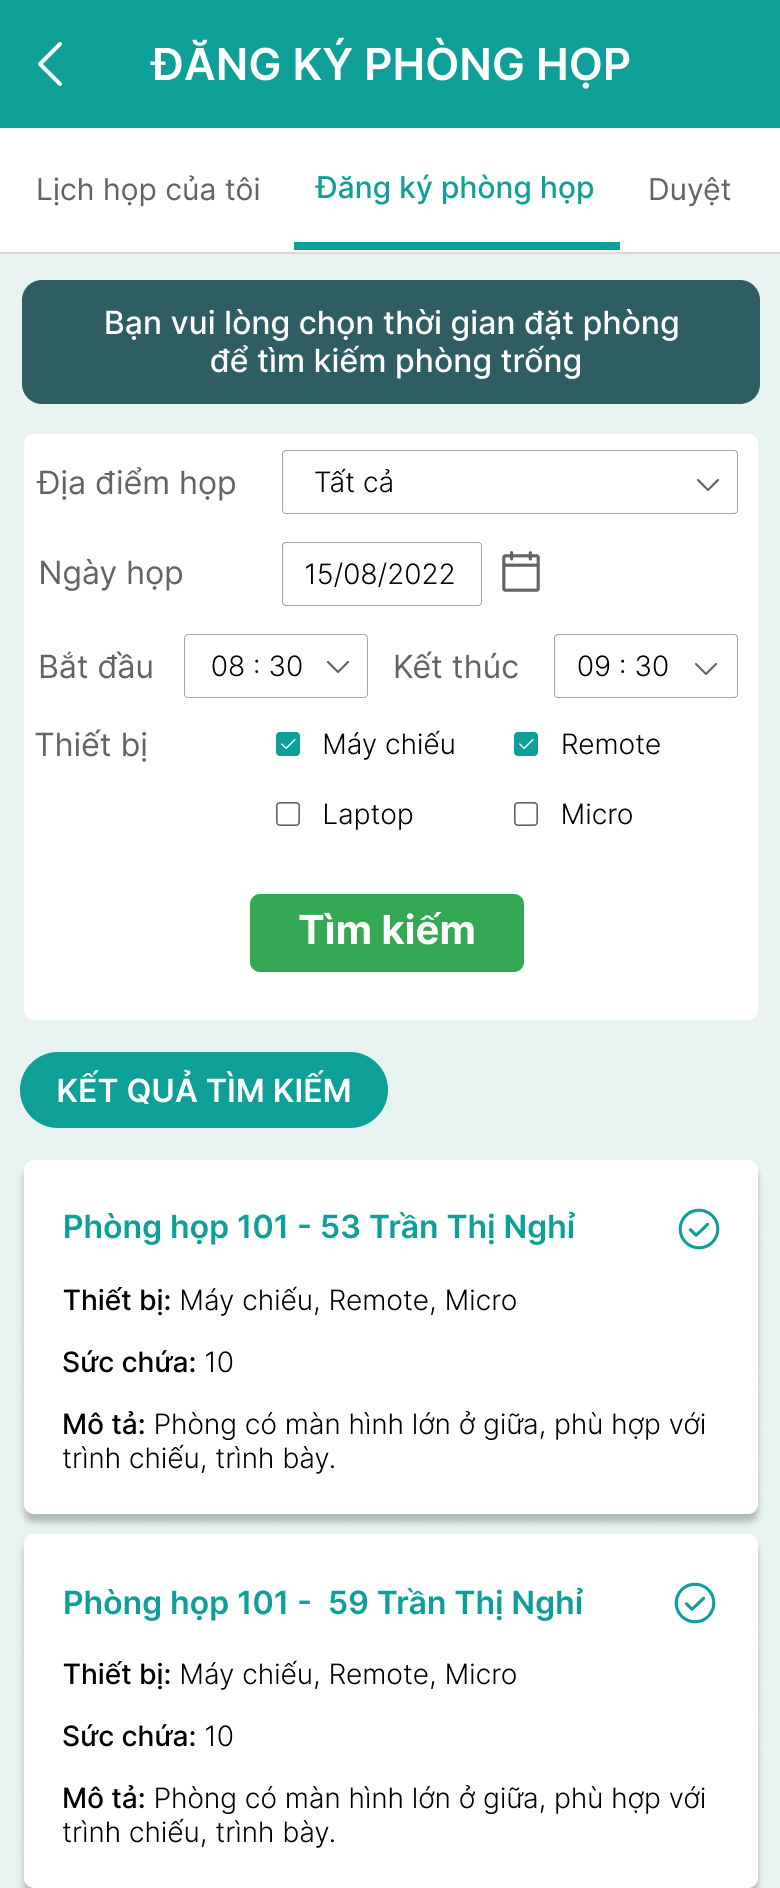 ĐĂNG KÝ PHÒNG HỌP
Lịch họp của tôi
Đăng ký phòng họp
Duyệt
Bạn vui lòng chọn thời gian đặt phòng
để tìm kiếm phòng trống
Địa điểm họp
Tất cả
Ngày họp
15/08/2022
Bắt đầu
08 : 30
Kết thúc
09 : 30
Thiết bị
Máy chiếu
Remote
Laptop
Micro
Tìm kiếm
KẾT QUẢ TÌM KIẾM
Phòng họp 101 - 53 Trần Thị Nghỉ
Thiết bị: Máy chiếu, Remote, Micro
Sức chứa: 10
Mô tả: Phòng có màn hình lớn ở giữa, phù hợp với
trình chiếu, trình bày.
Phòng họp 101 - 59 Trần Thị Nghỉ
Thiết bị: Máy chiếu, Remote, Micro
Sức chứa: 10
Mô tả: Phòng có màn hình lớn ở giữa, phù hợp với
trình chiếu, trình bày.